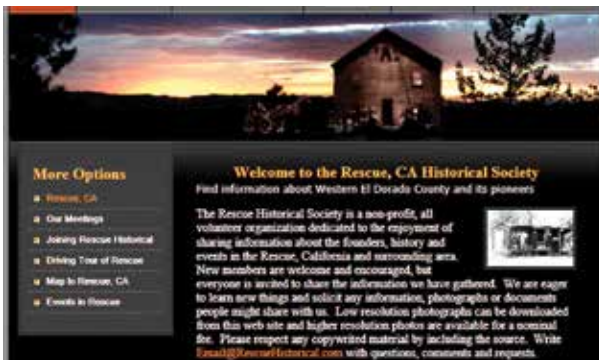 More Options
Rescue, CA
Our Meetings
Joining Rescue Historical
Driving Tour of Rescue
Map to Rescue, CA
Events in Rescue
Welcome to the Rescue, CA Historical Society
Find information about Western El Dorado County and its pioneers
The Rescue Historical Society is a non-profit, all
volunteer organization dedicated to the enjoyment of
sharing information about the founders, history and
events in the Rescue, California and surrounding area.
New members are welcome and encouraged, but
everyone is invited to share the information we have gathered. We are eager
to learn new things and solicit any information, photographs or documents
people might share with us. Low resolution photographs can be downloaded
from this web site and higher resolution photos are available for a nominal
fee. Please respect any copywrited material by including the source. Write
Email@RescueHistorical.com with questions, comments and requests.